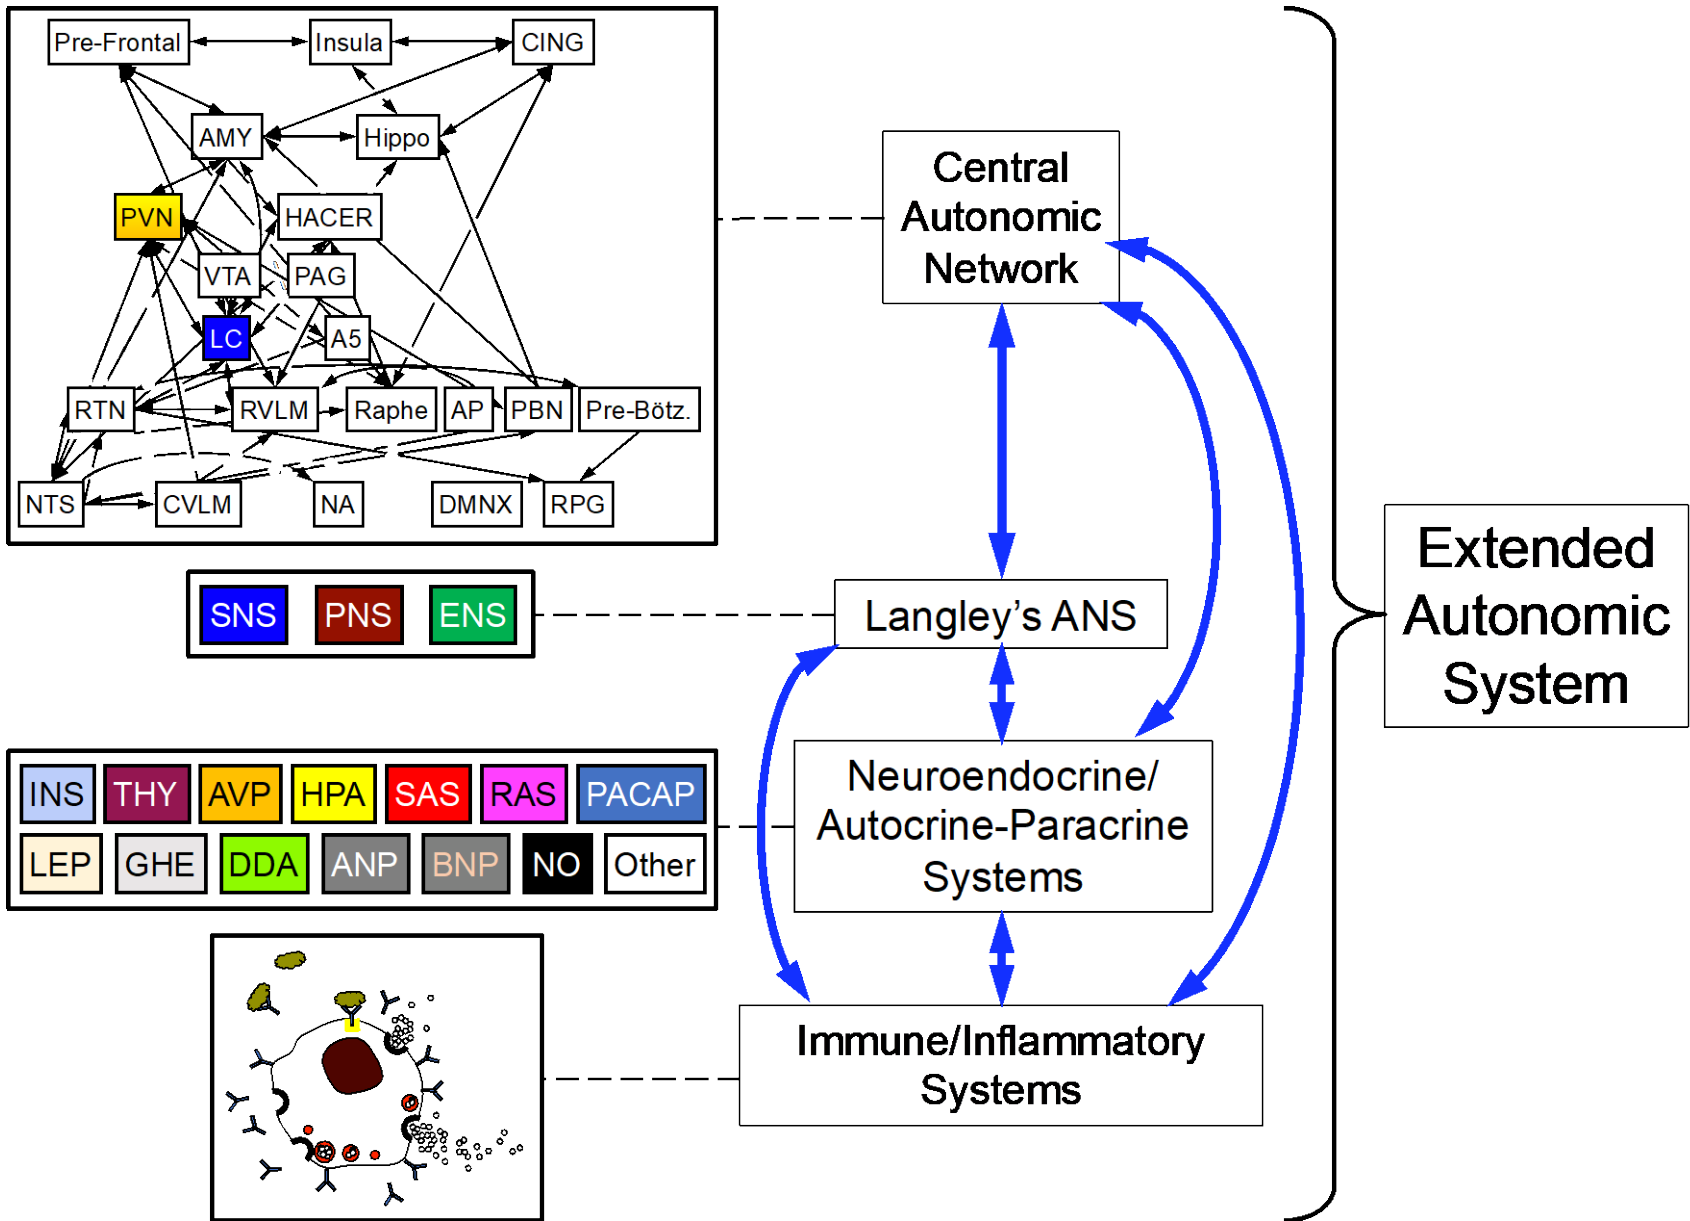 Pre-Frontal Insula CING
AMY Hippo
PVN HACER
VTA PAG
LC A5
RTN RVLM Raphe AP PBN Pre-Bötz.
NTS CVLM NA DMNX RPG
Central
Autonomic
Network
SNS PNS ENS
Langley’s ANS
Extended
Autonomic
System
INS THY AVP HPA SAS RAS PACAP
LEP GHE DDA ANP BNP NO Other
Neuroendocrine/
Autocrine-Paracrine
Systems
Immune/Inflammatory
Systems